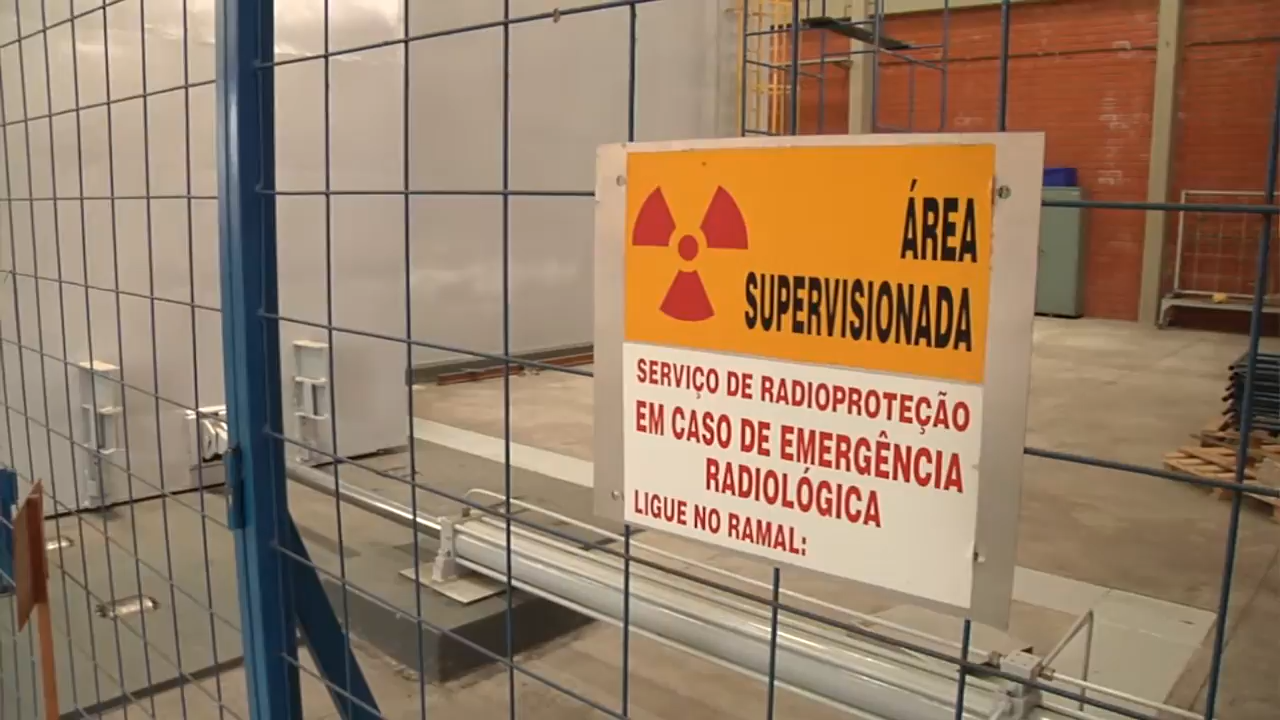 ÁREA
SUPERVISIONADA
SERVIÇO DE RADIOPROTEÇÃO
EM CASO DE EMERGÊNCIA
RADIOLÓGICA
LIGUE NO RAMAL: